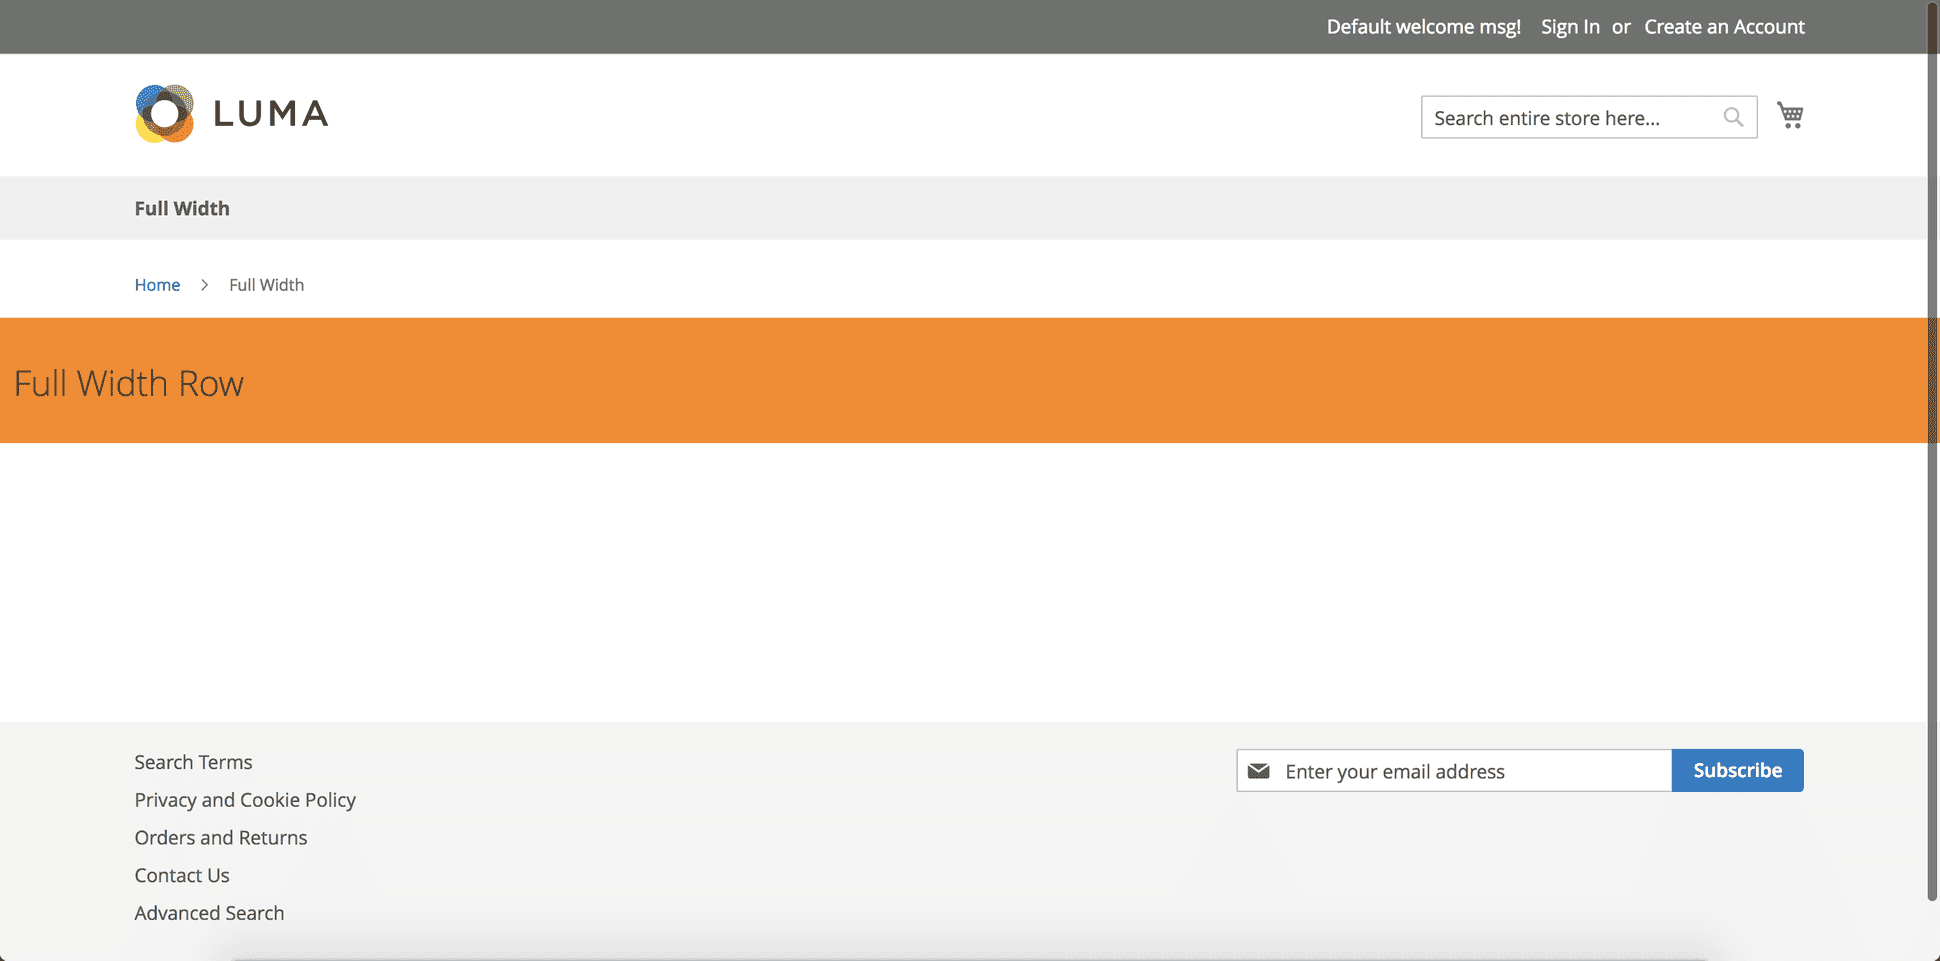 Default welcome msg! Sign In or Create an Account
LUMA
Search entire store here...
Full Width
Home > Full Width
Full Width Row
Search Terms
Privacy and Cookie Policy
Orders and Returns
Contact Us
Advanced Search
Enter your email address
Subscribe